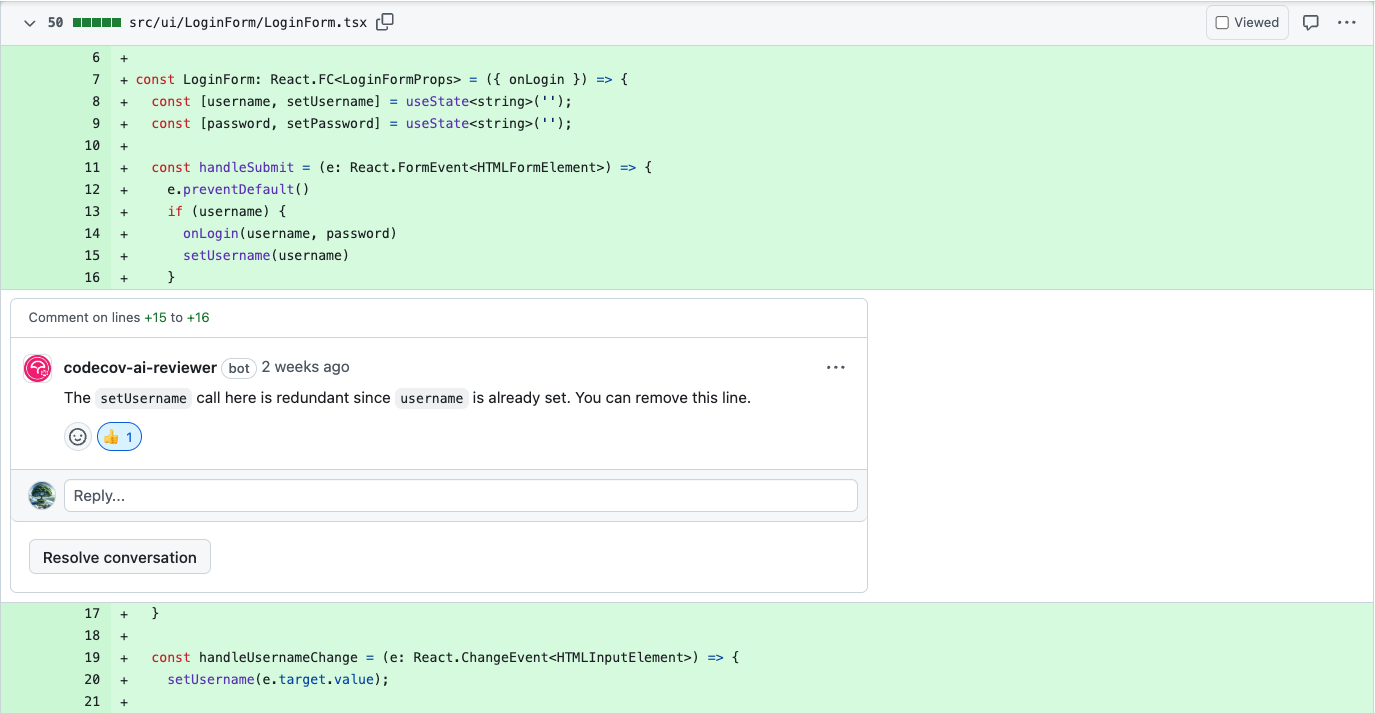 50 src/ui/LoginForm/LoginForm.tsx Viewed
6 +
7 + const LoginForm: React.FC<LoginFormProps> = ({ onLogin }) => {
8 + const [username, setUsername] = useState<string>('');
9 + const [password, setPassword] = useState<string>('');
10 +
11 + const handleSubmit = (e: React.FormEvent<HTMLFormElement>) => {
12 + e.preventDefault()
13 + if (username) {
14 + onLogin(username, password)
15 + setUsername(username)
16 + }
Comment on lines +15 to +16
codecov-ai-reviewer bot 2 weeks ago
The setUsername call here is redundant since username is already set. You can remove this line.
👍 1
Reply...
Resolve conversation
17 + }
18 +
19 + const handleUsernameChange = (e: React.ChangeEvent<HTMLInputElement>) => {
20 + setUsername(e.target.value);
21 +